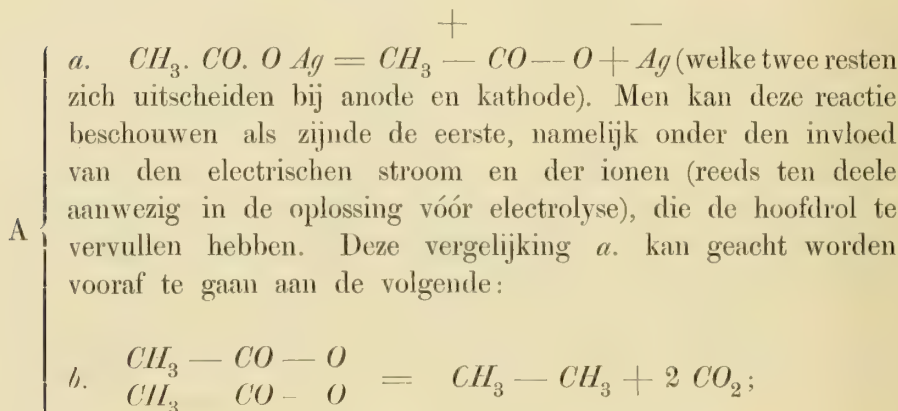 + —
a. CH₃. CO. O Ag = CH₃ — CO — O + Ag (welke twee resten
zich uitscheiden bij anode en kathode). Men kan deze reactie
beschouwen als zijnde de eerste, namelijk onder den invloed
van den electrischen stroom en der ionen (reeds ten deele
A aanwezig in de oplossing vóór electrolyse), die de hoofdrol te
vervullen hebben. Deze vergelijking a. kan geacht worden
vooraf te gaan aan de volgende:
CH₃ — CO — O
b. = CH₃ — CH₃ + 2 CO₂;
CH₃ CO - O